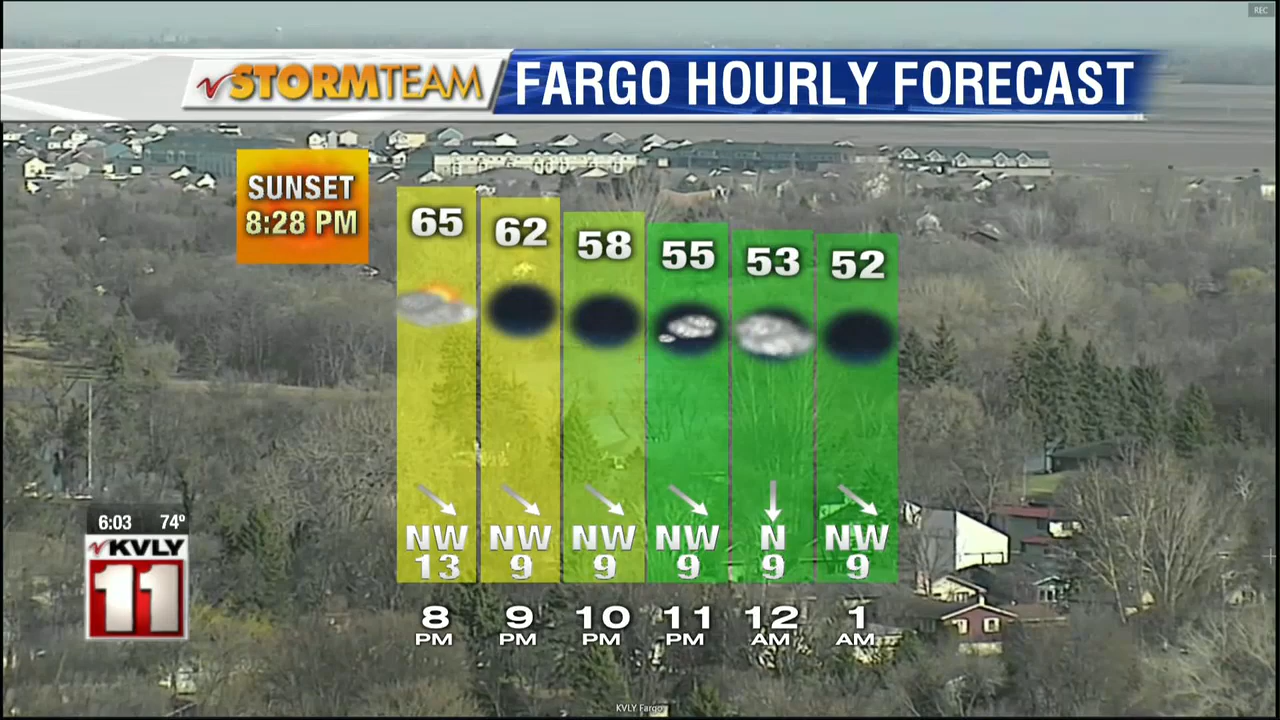 REC
STORMTEAM FARGO HOURLY FORECAST
SUNSET
8:28 PM
65 62 58 55 53 52
NW NW NW NW N NW
13 9 9 9 9 9
8 9 10 11 12 1
PM PM PM PM AM AM
6:03 74º
KVLY
11
KVLY Fargo